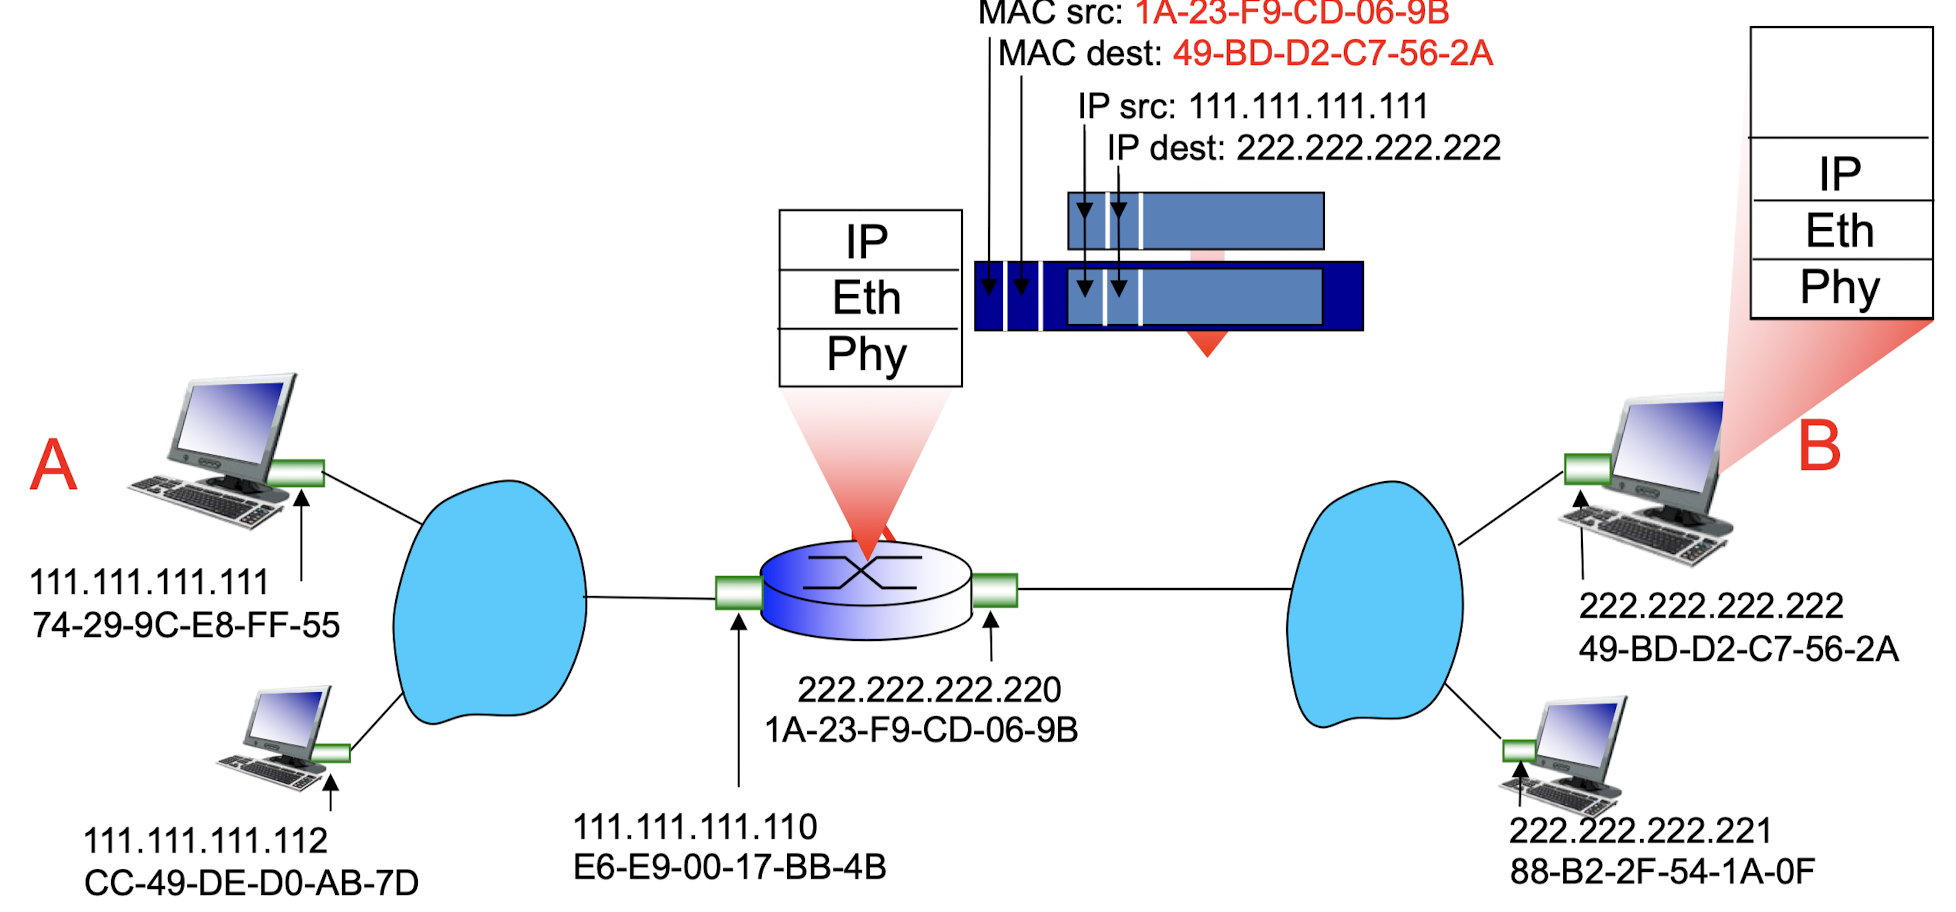 MAC src: 1A-23-F9-CD-06-9B
MAC dest: 49-BD-D2-C7-56-2A
IP src: 111.111.111.111
IP dest: 222.222.222.222
IP
Eth
Phy
IP
Eth
Phy
A
B
111.111.111.111
74-29-9C-E8-FF-55
222.222.222.222
49-BD-D2-C7-56-2A
222.222.222.220
1A-23-F9-CD-06-9B
111.111.111.112
CC-49-DE-D0-AB-7D
111.111.111.110
E6-E9-00-17-BB-4B
222.222.222.221
88-B2-2F-54-1A-0F